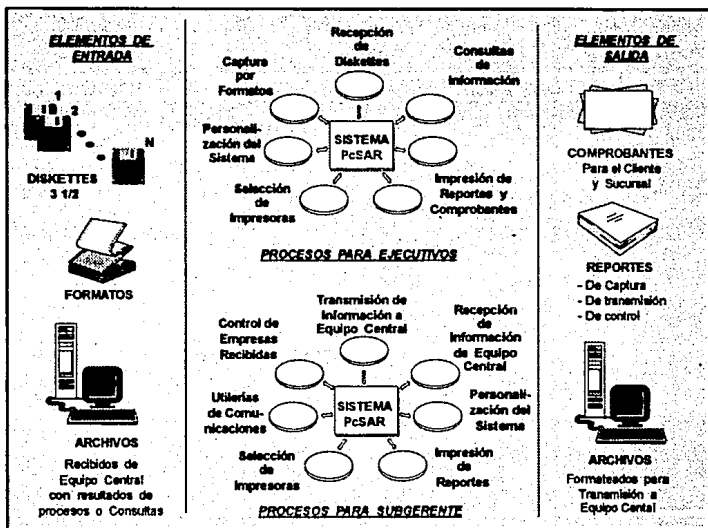 ELEMENTOS DE
ENTRADA
1
2
N
DISKETTES
3 1/2
FORMATOS
ARCHIVOS
Recibidos de
Equipo Central
con resultados de
procesos o Consultas
Recepción
de
Diskettes
Consultas
de
Información
Captura
por
Formatos
Personali-
zación del
Sistema
SISTEMA
PcSAR
Selección
de
Impresoras
Impresión de
Reportes y
Comprobantes
PROCESOS PARA EJECUTIVOS
Transmisión de
Información a
Equipo Central
Control de
Empresas
Recibidas
Recepción
de
Información
de Equipo
Central
Utilerías
de Comu-
nicaciones
SISTEMA
PcSAR
Personali-
zación del
Sistema
Selección
de
Impresoras
Impresión
de
Reportes
PROCESOS PARA SUBGERENTE
ELEMENTOS DE
SALIDA
COMPROBANTES
Para el Cliente
y Sucursal
REPORTES
- De Captura
- De transmisión
- De control
ARCHIVOS
Formateados para
Transmisión a
Equipo Cental